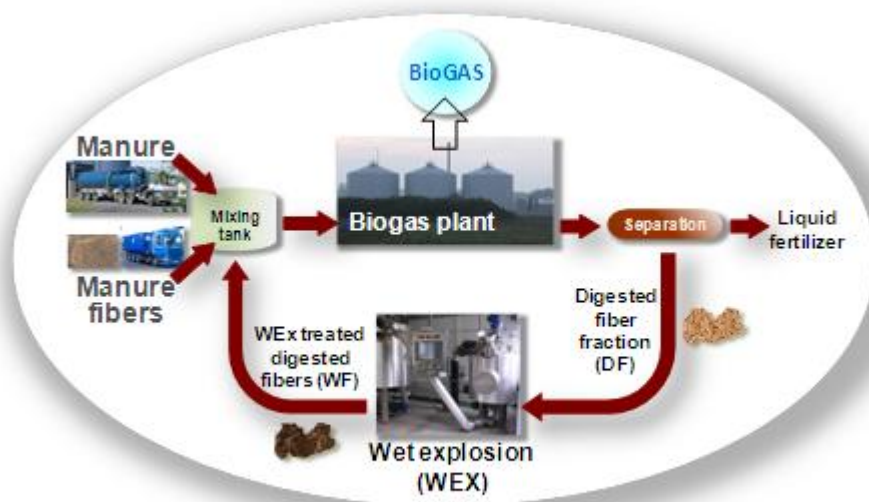 BioGAS
Manure
Mixing
tank
Biogas plant
Separation
Liquid
fertilizer
Manure
fibers
WEx treated
digested
fibers (WF)
Digested
fiber
fraction
(DF)
Wet explosion
(WEX)